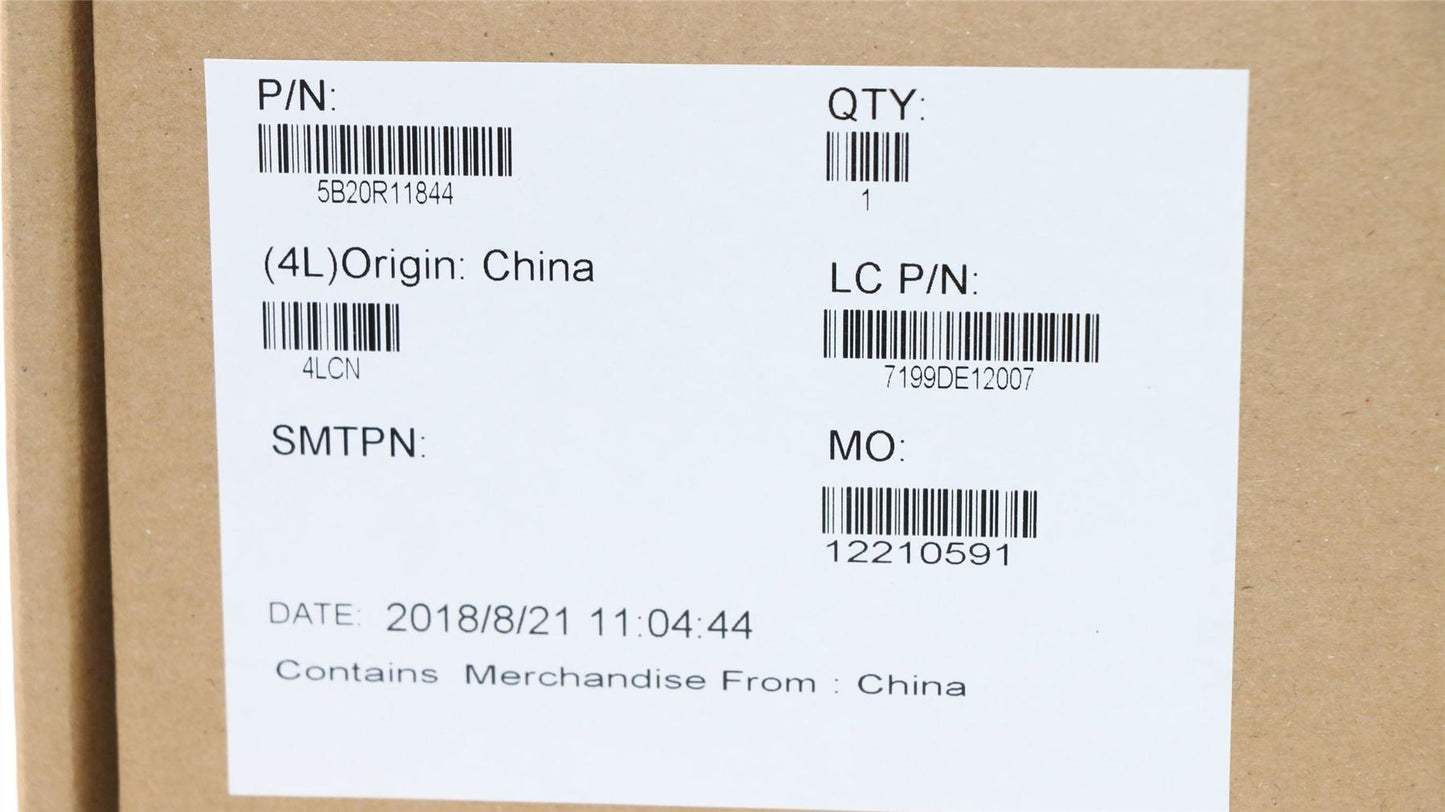 P/N:
5B20R11844
QTY:
1
(4L)Origin: China
4LCN
LC P/N:
7199DE12007
SMTPN:
MO:
12210591
DATE: 2018/8/21 11:04:44
Contains Merchandise From : China